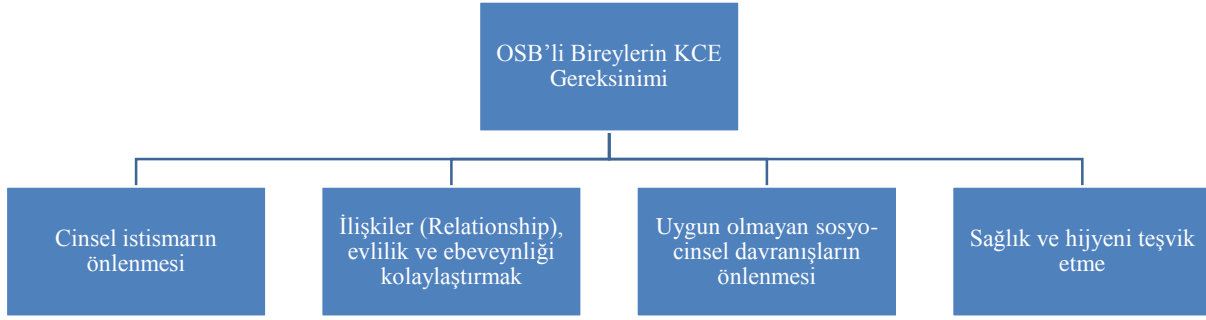 OSB’li Bireylerin KCE
Gereksinimi
Cinsel istismarın
önlenmesi
İlişkiler (Relationship),
evlilik ve ebeveynliği
kolaylaştırmak
Uygun olmayan sosyo-
cinsel davranışların
önlenmesi
Sağlık ve hijyeni teşvik
etme